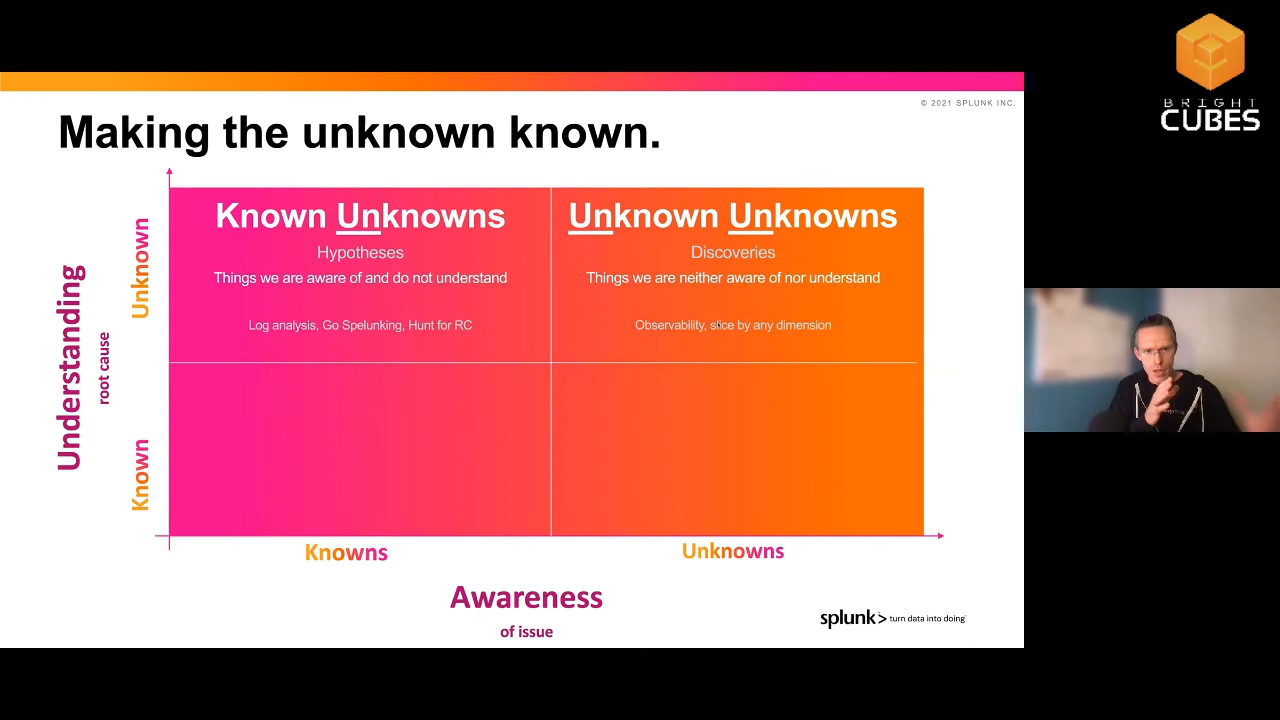 BRIGHT
CUBES
© 2021 SPLUNK INC.
Making the unknown known.
Understanding
root cause
Unknown
Known
Known Unknowns
Hypotheses
Things we are aware of and do not understand
Log analysis, Go Spelunking, Hunt for RC
Unknown Unknowns
Discoveries
Things we are neither aware of nor understand
Observability, slice by any dimension
Knowns
Unknowns
Awareness
of issue
splunk> turn data into doing™